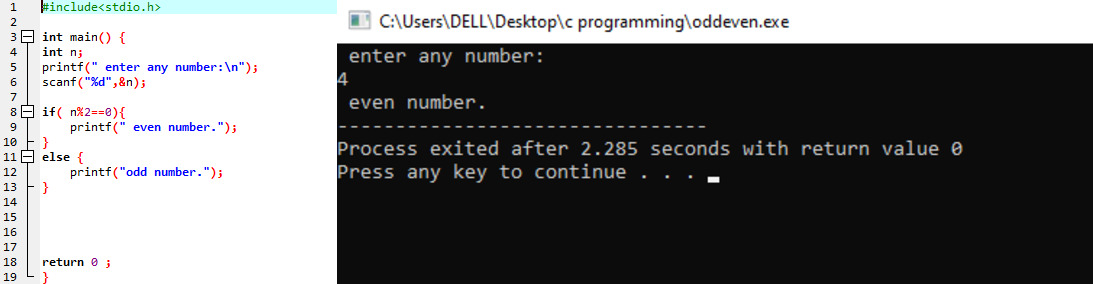 1 #include<stdio.h>
2
3 int main() {
4 int n;
5 printf(" enter any number:\n");
6 scanf("%d",&n);
7
8 if( n%2==0){
9     printf(" even number.");
10 }
11 else {
12     printf("odd number.");
13 }
14
15
16
17
18 return 0 ;
19 }
C:\Users\DELL\Desktop\c programming\oddeven.exe
 enter any number:
4
 even number.
--------------------------------
Process exited after 2.285 seconds with return value 0
Press any key to continue . . .